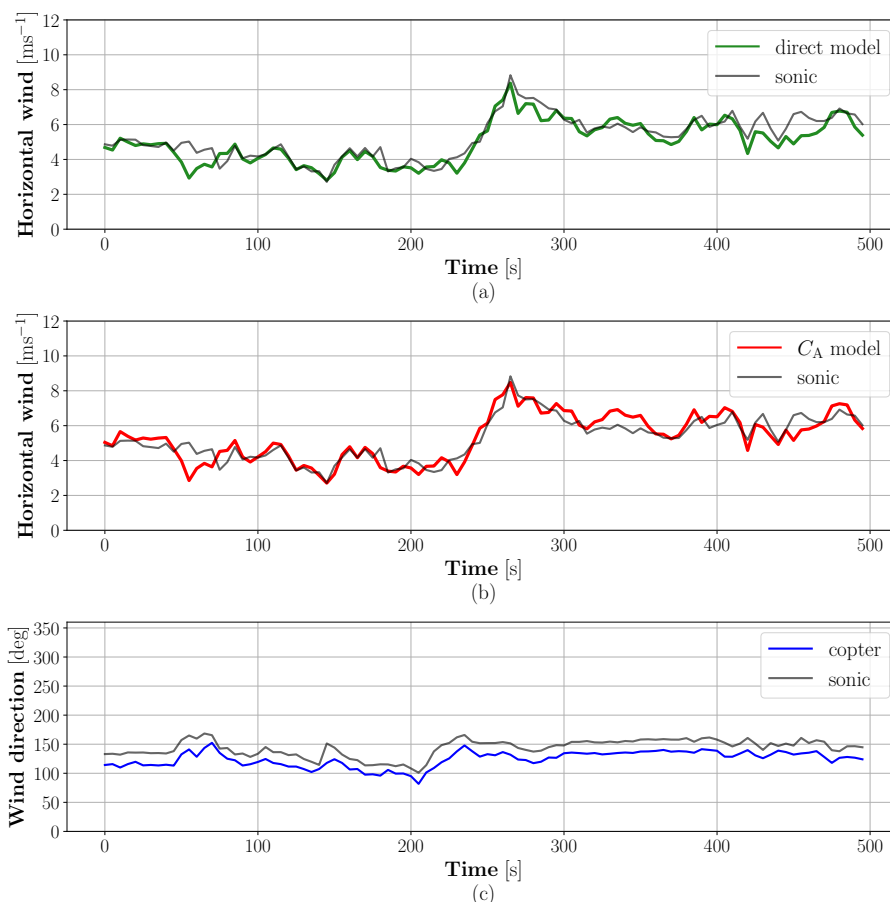 12
10
8
6
4
2
0
Horizontal wind [ms⁻¹]
direct model
sonic
0 100 200 300 400 500
Time [s]
(a)
12
10
8
6
4
2
0
Horizontal wind [ms⁻¹]
C_A model
sonic
0 100 200 300 400 500
Time [s]
(b)
350
300
250
200
150
100
50
0
Wind direction [deg]
copter
sonic
0 100 200 300 400 500
Time [s]
(c)